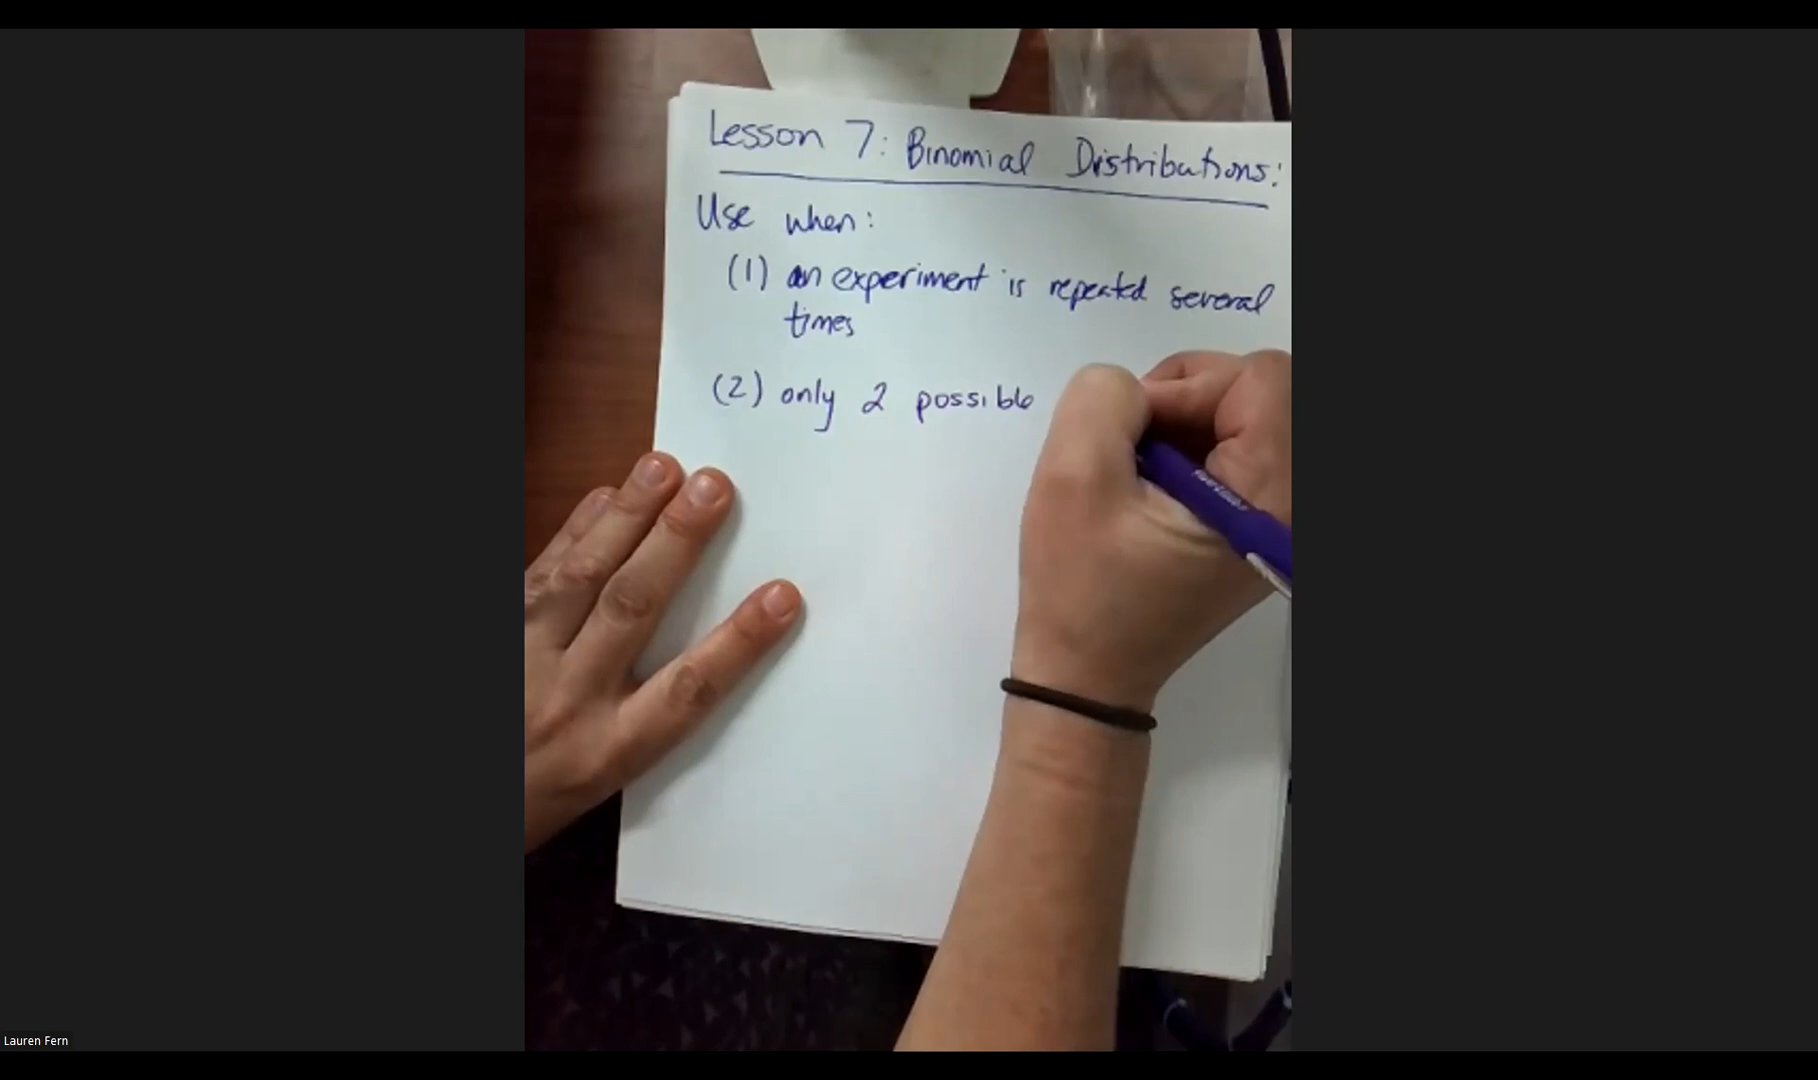 Lesson 7: Binomial Distributions:
Use when:
(1) an experiment is repeated several
times
(2) only 2 possible
Lauren Fern